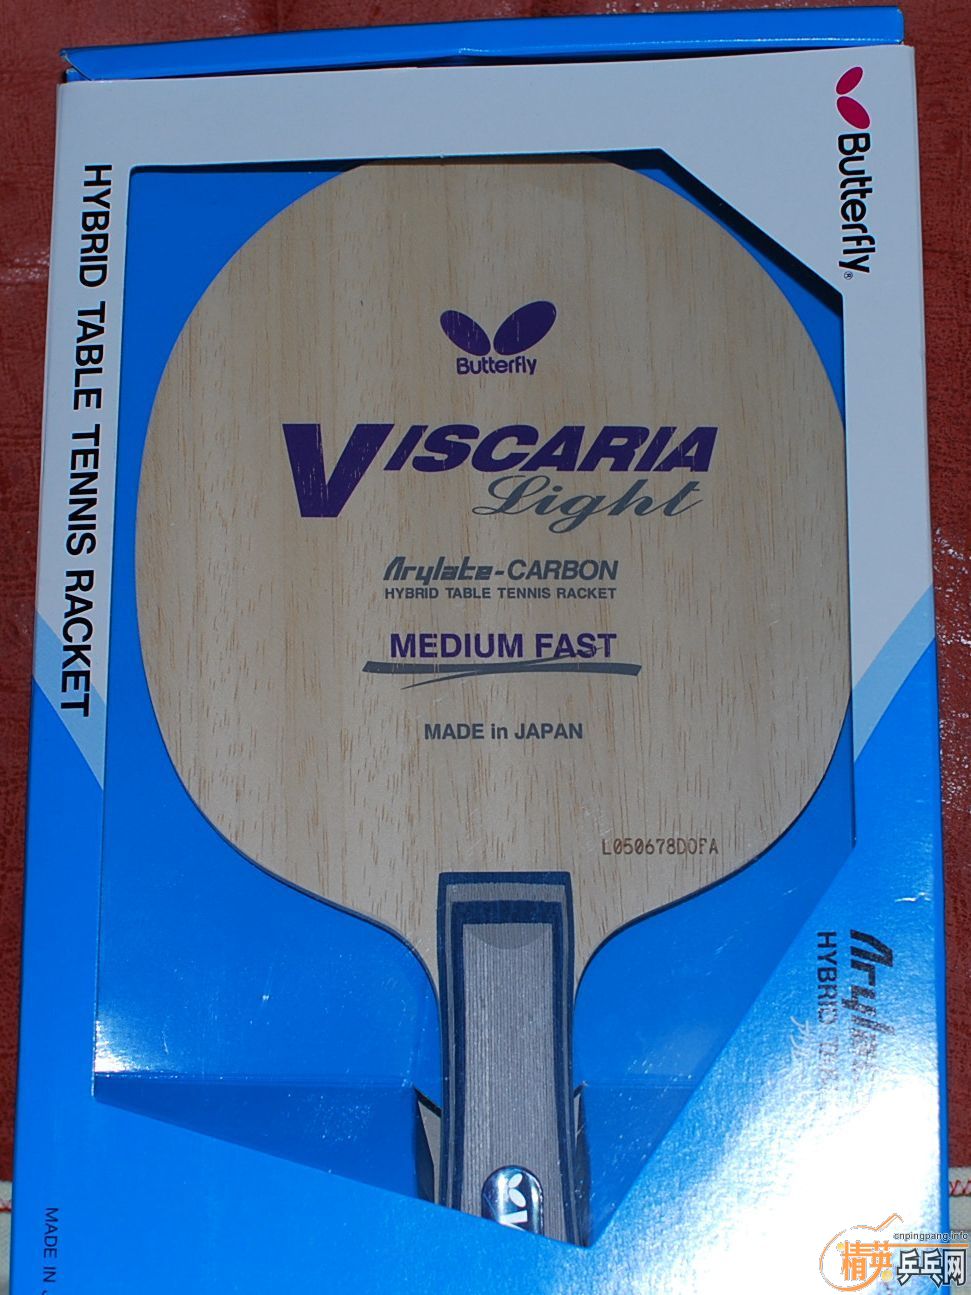 Butterfly®
HYBRID TABLE TENNIS RACKET
Butterfly
VISCARIA
Light
Arylate-CARBON
HYBRID TABLE TENNIS RACKET
MEDIUM FAST
MADE in JAPAN
L050678DOFA
HYBRID
MADE IN
cnpingpang.info
精英
乒乓网